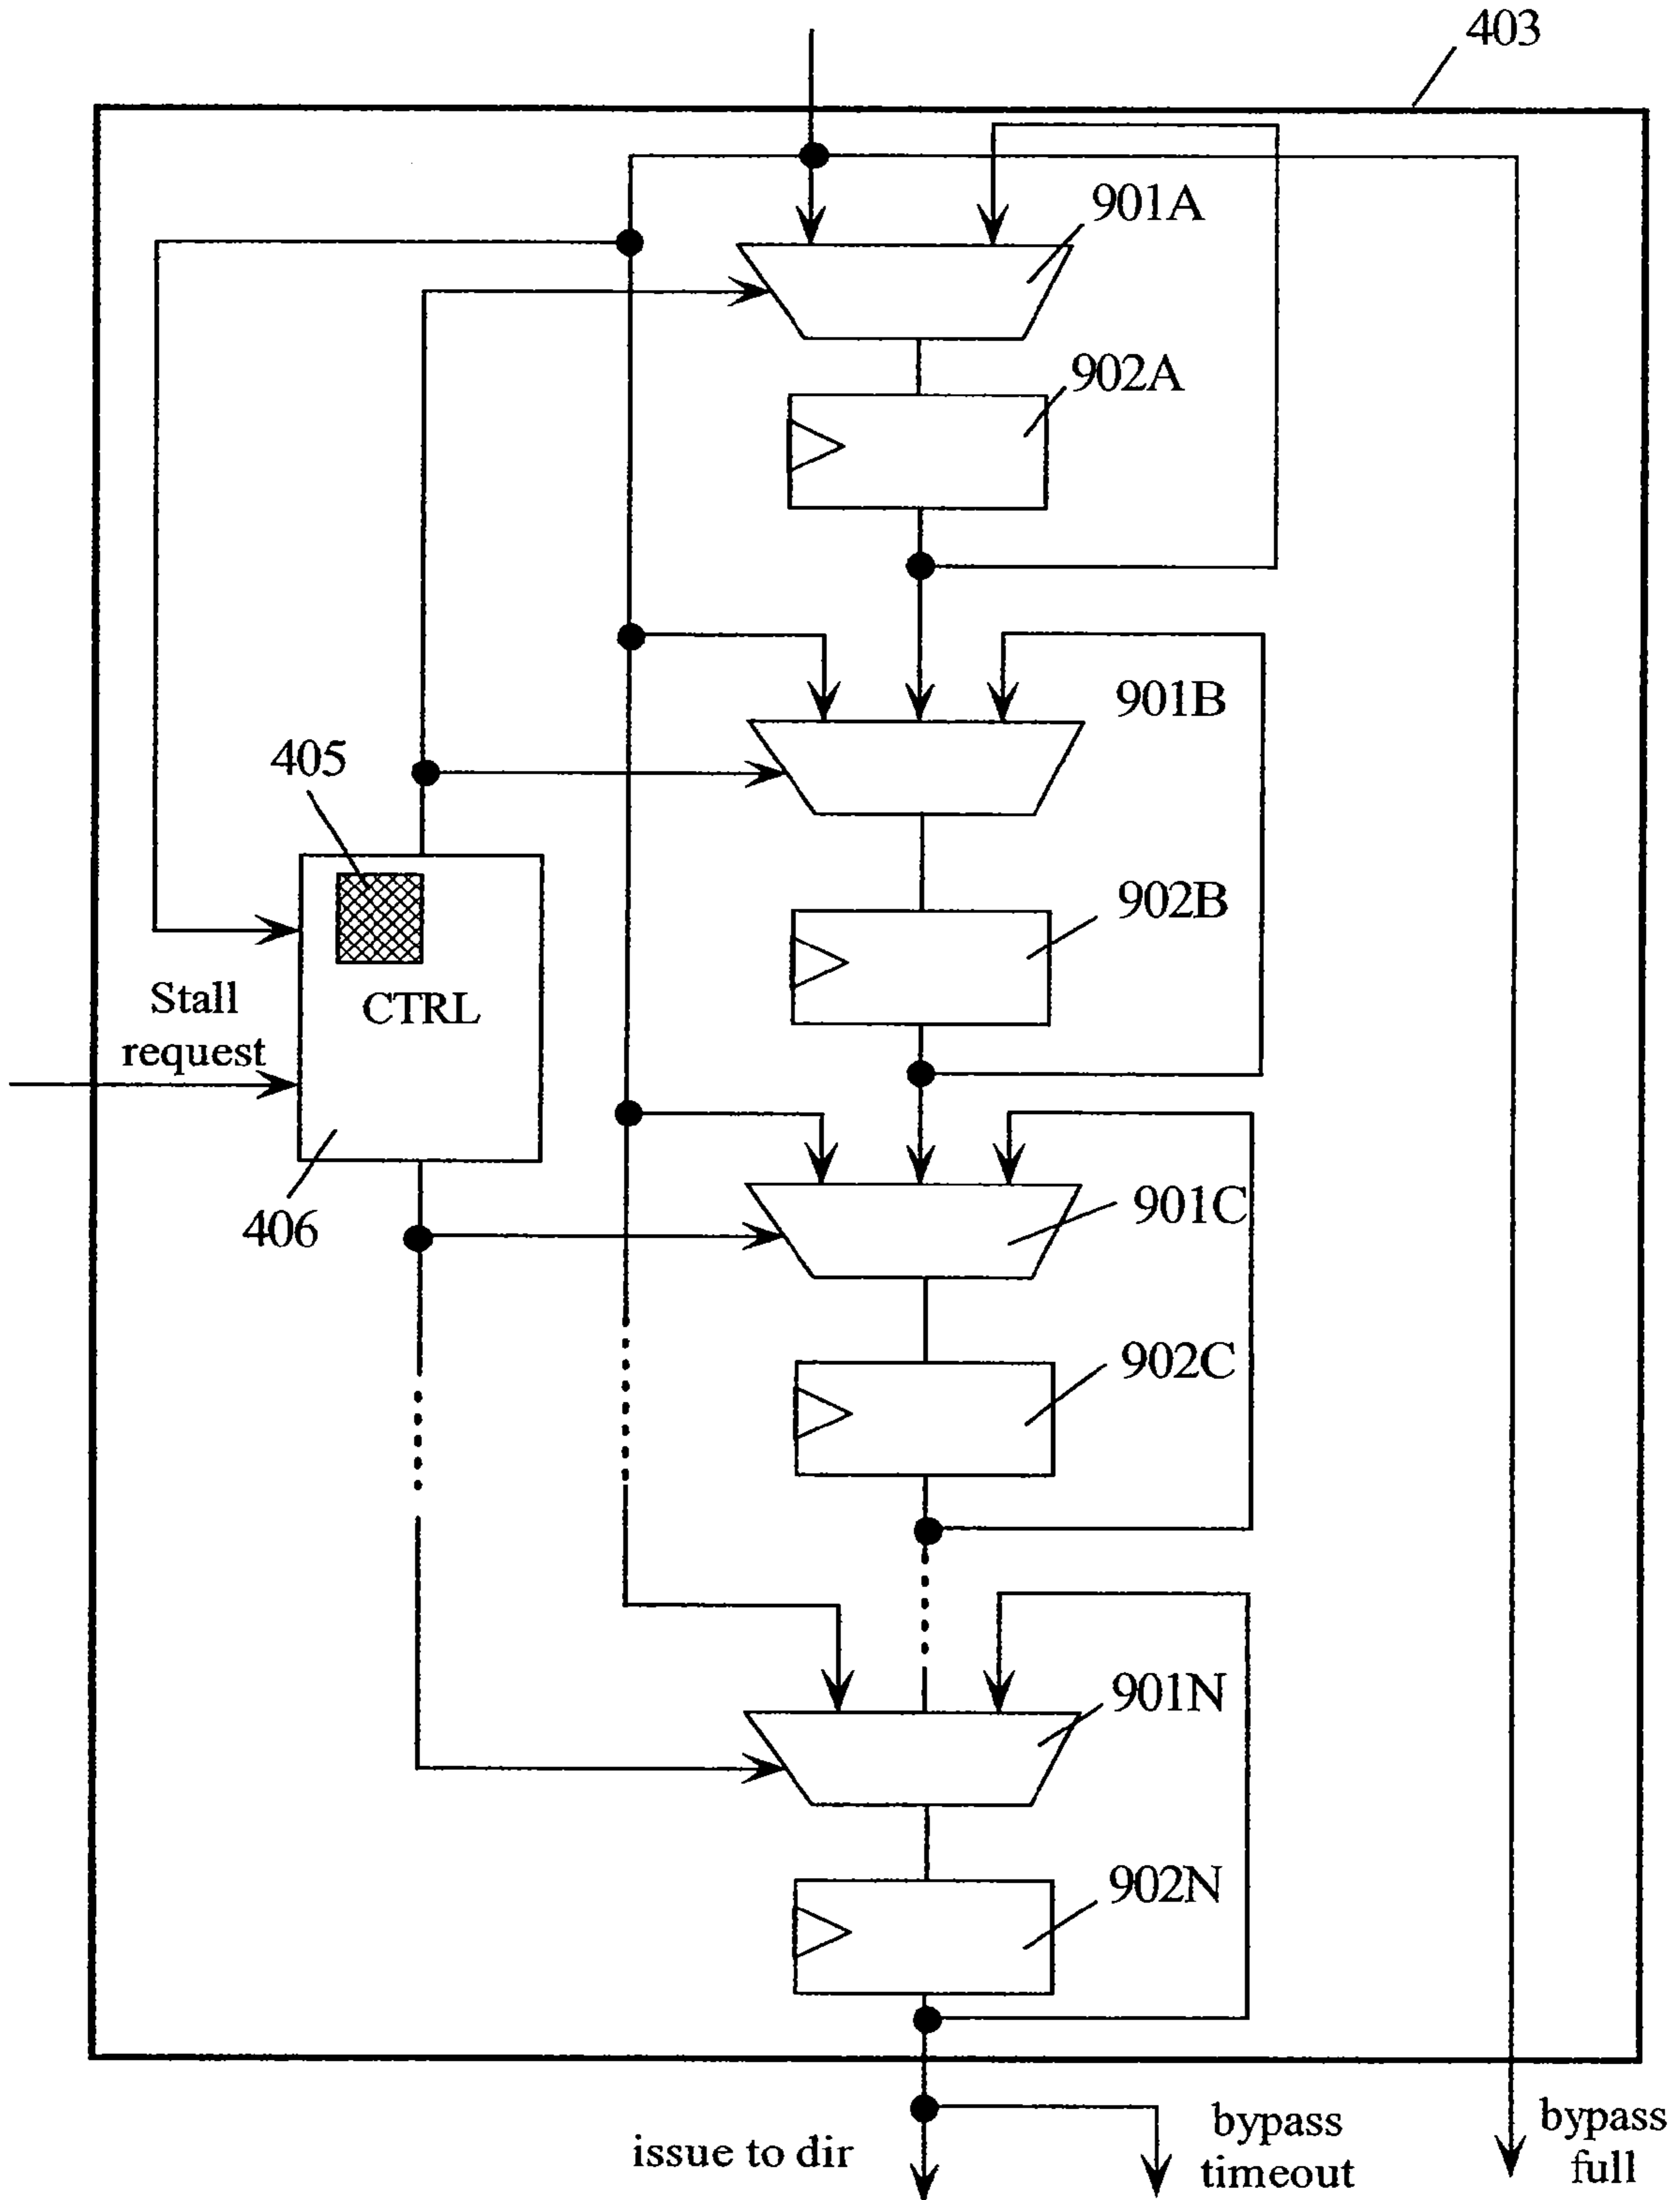 403
901A
902A
901B
405
902B
Stall
request
CTRL
901C
406
902C
901N
902N
issue to dir
bypass
timeout
bypass
full